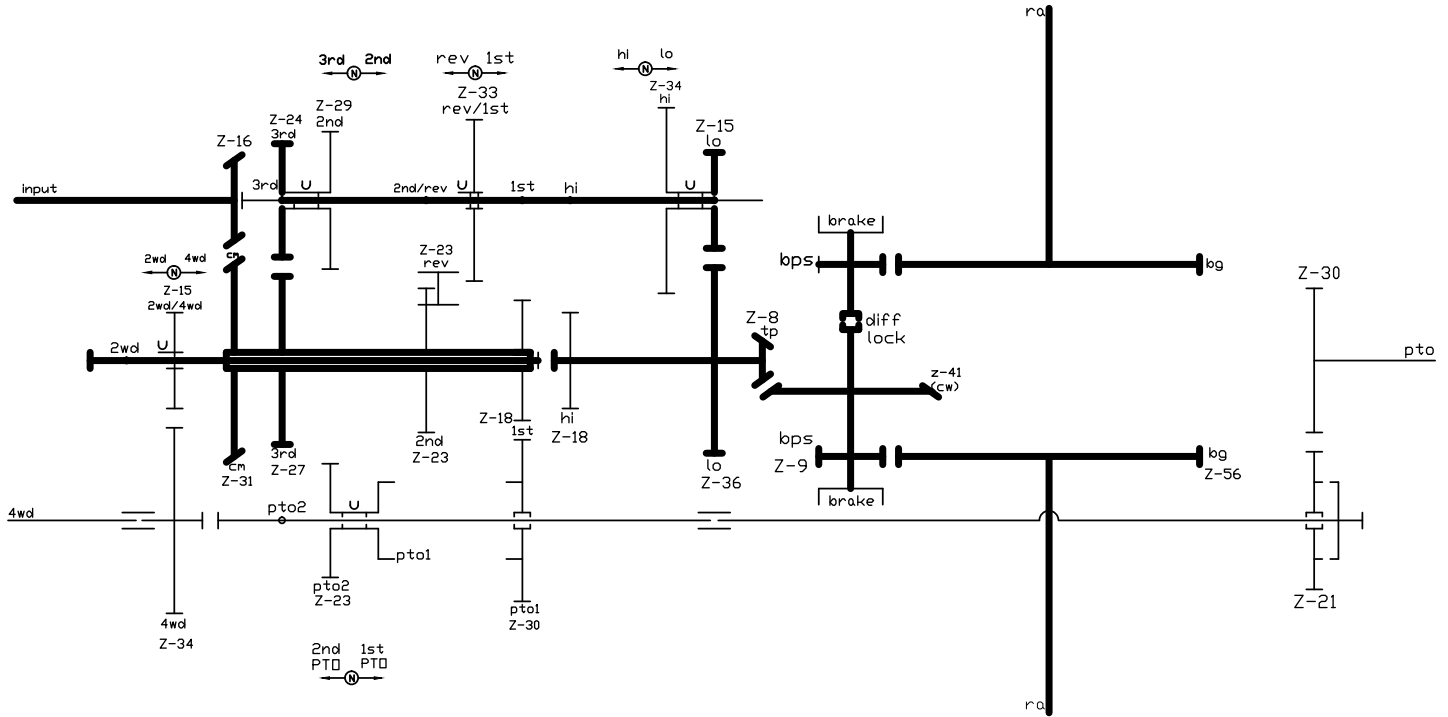 ra
3rd 2nd
N
rev 1st
N
hi lo
N
Z-34
hi
Z-33
rev/1st
Z-29
2nd
Z-24
3rd
Z-16
Z-15
lo
input
3rd
U
2nd/rev
U
1st
hi
U
brake
cm
Z-23
rev
2wd 4wd
N
Z-15
2wd/4wd
bps
bg
Z-30
Z-8
tp
diff
lock
U
2wd
pto
z-41
(cw)
Z-18
1st
hi
Z-18
2nd
Z-23
3rd
Z-27
cm
Z-31
bps
Z-9
bg
Z-56
lo
Z-36
brake
4wd
pto2
U
pto1
pto2
Z-23
pto1
Z-30
Z-21
4wd
Z-34
2nd 1st
PTO PTO
N
ra